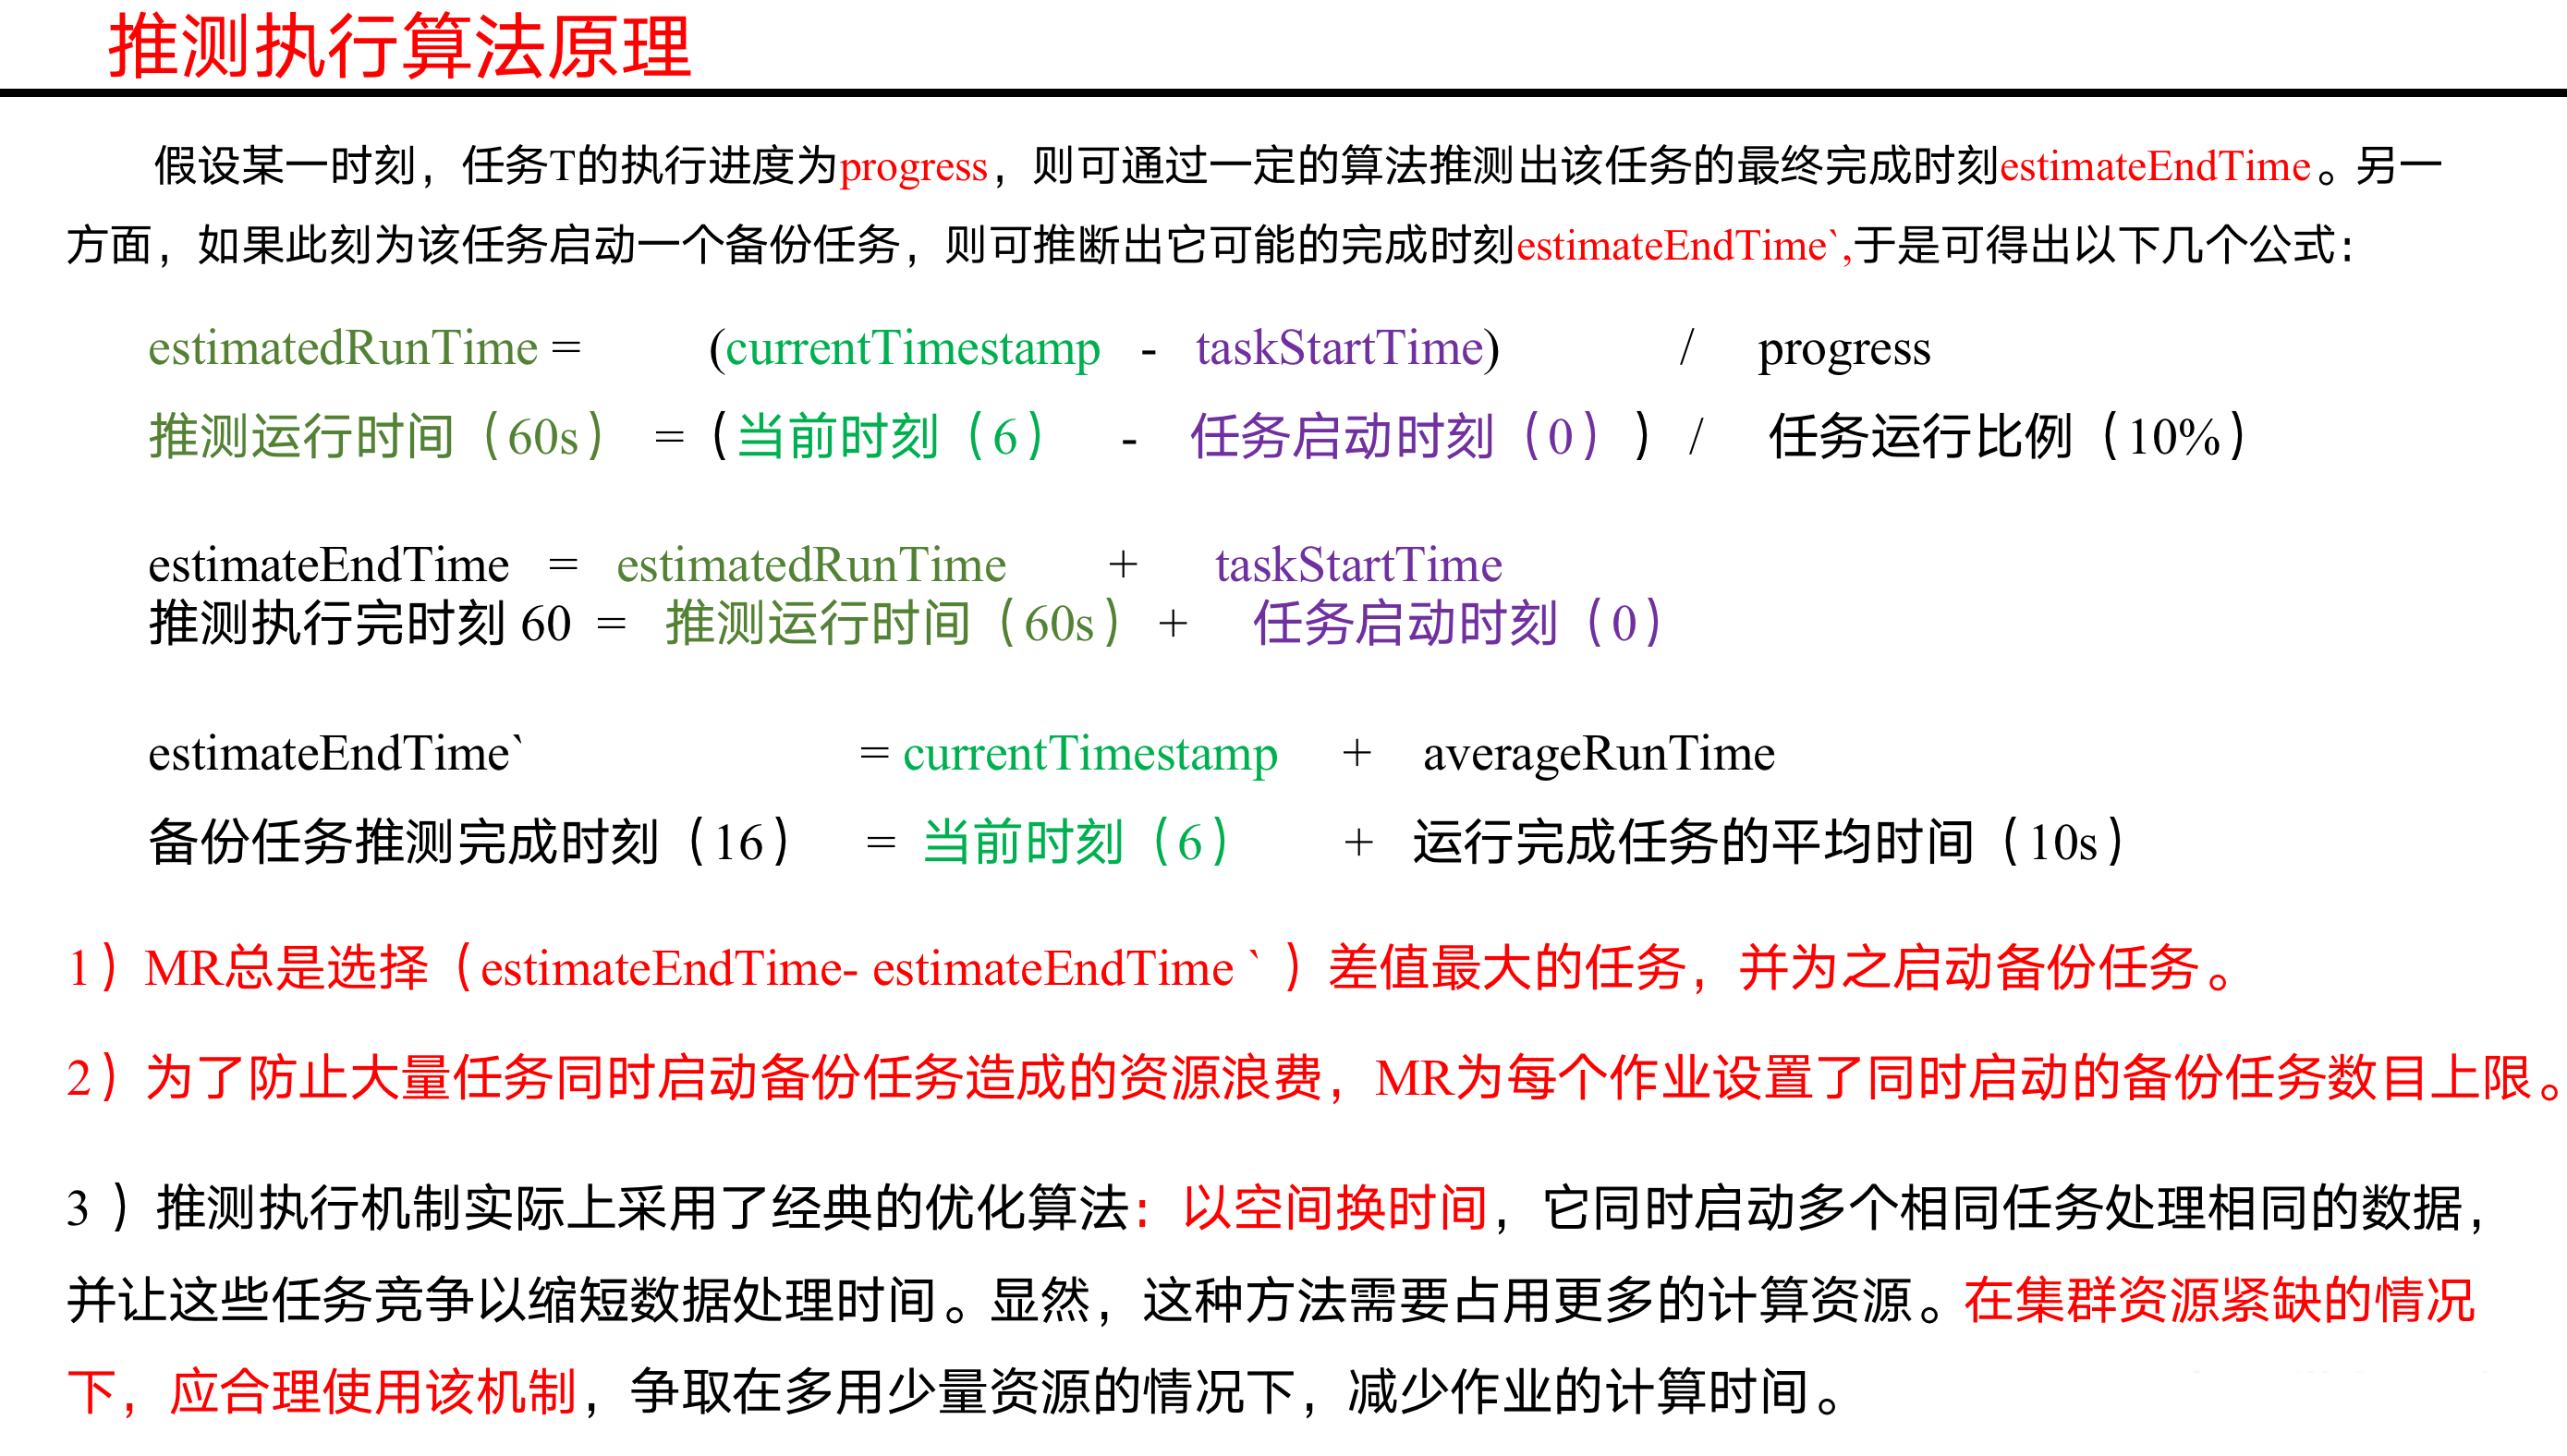 推测执行算法原理
假设某一时刻，任务T的执行进度为progress，则可通过一定的算法推测出该任务的最终完成时刻estimateEndTime。另一
方面，如果此刻为该任务启动一个备份任务，则可推断出它可能的完成时刻estimateEndTime`,于是可得出以下几个公式：
estimatedRunTime = (currentTimestamp - taskStartTime) / progress
推测运行时间（60s） =（当前时刻（6） - 任务启动时刻（0）） / 任务运行比例（10%）
estimateEndTime = estimatedRunTime + taskStartTime
推测执行完时刻 60 = 推测运行时间（60s） + 任务启动时刻（0）
estimateEndTime` = currentTimestamp + averageRunTime
备份任务推测完成时刻（16） = 当前时刻（6） + 运行完成任务的平均时间（10s）
1）MR总是选择（estimateEndTime- estimateEndTime ` ）差值最大的任务，并为之启动备份任务。
2）为了防止大量任务同时启动备份任务造成的资源浪费，MR为每个作业设置了同时启动的备份任务数目上限。
3 ）推测执行机制实际上采用了经典的优化算法：以空间换时间，它同时启动多个相同任务处理相同的数据，
并让这些任务竞争以缩短数据处理时间。显然，这种方法需要占用更多的计算资源。在集群资源紧缺的情况
下，应合理使用该机制，争取在多用少量资源的情况下，减少作业的计算时间。